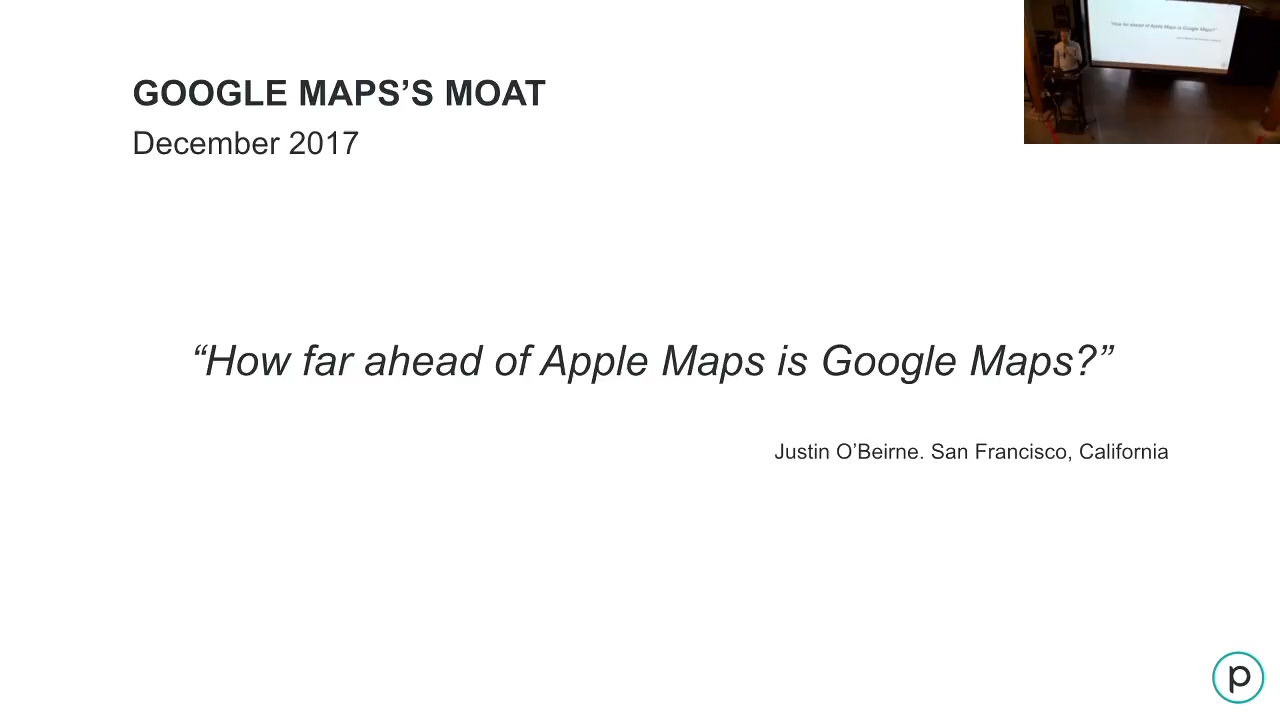 GOOGLE MAPS’S MOAT
December 2017
“How far ahead of Apple Maps is Google Maps?”
Justin O’Beirne. San Francisco, California
p